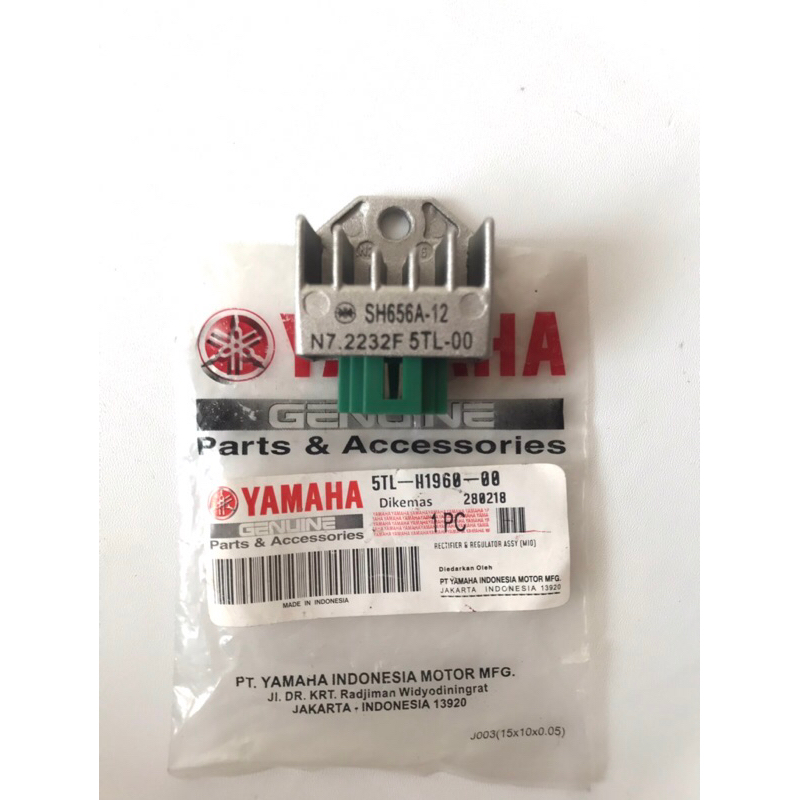 SH656A-12
N7.2232F 5TL-00
YAMAHA
GENUINE
Parts & Accessories
5TL-H1960-00
YAMAHA
Dikemas 280218
GENUINE
1 PC
Parts & Accessories
RECTIFIER & REGULATOR ASSY (MIO)
Diedarkan Oleh
PT YAMAHA INDONESIA MOTOR MFG.
JAKARTA INDONESIA 13920
MADE IN INDONESIA
PT. YAMAHA INDONESIA MOTOR MFG.
Jl. DR. KRT. Radjiman Widyodiningrat
JAKARTA - INDONESIA 13920
J003(15x10x0.05)